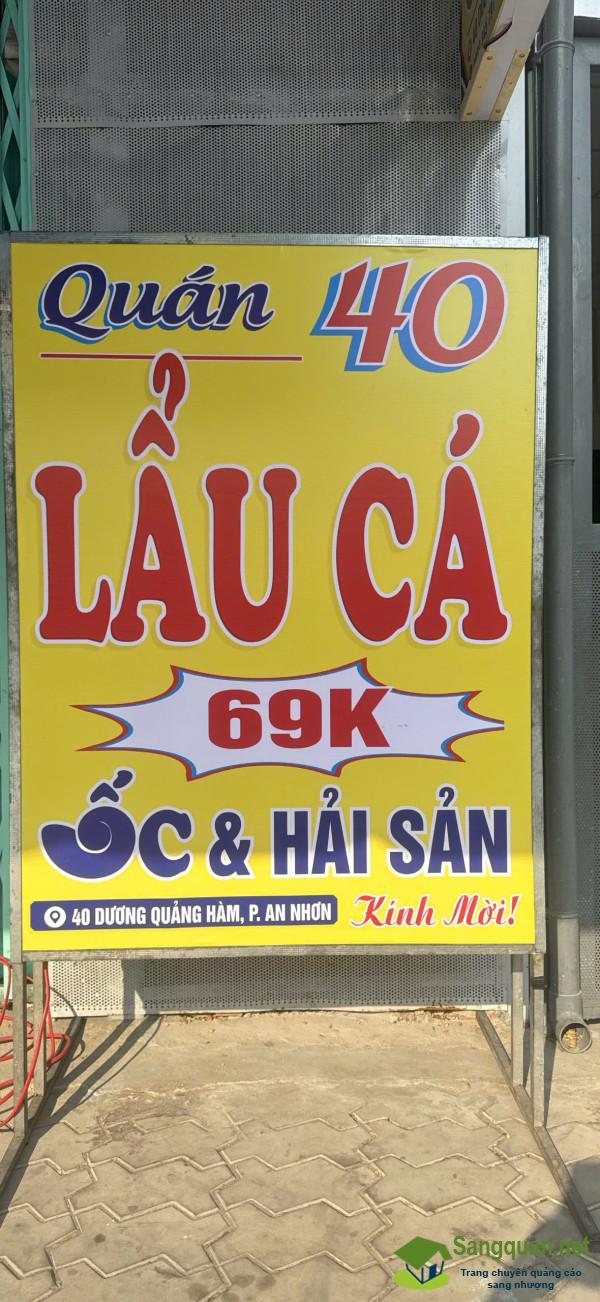 Quán 40
LẨU CÁ
69K
ỐC & HẢI SẢN
40 DƯƠNG QUẢNG HÀM, P. AN NHƠN
Kính Mời!
Sangquan.net
Trang chuyên quảng cáo
sang nhượng